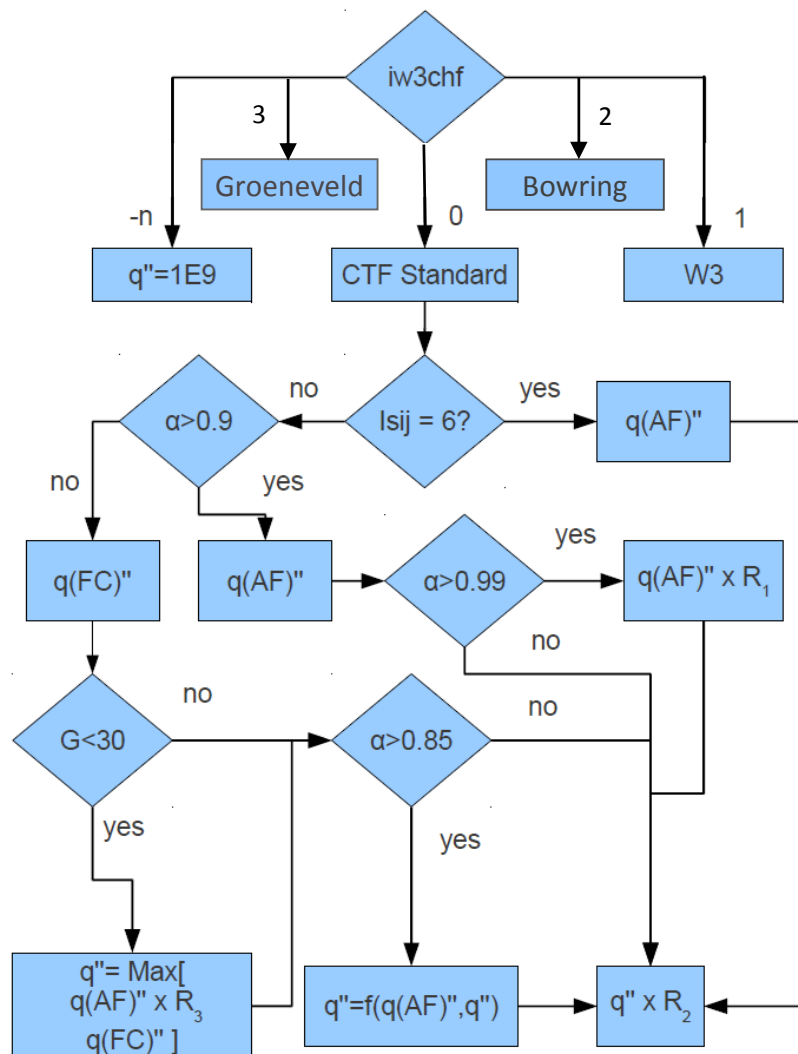 iw3chf
3
2
Groeneveld
Bowring
-n
0
1
q"=1E9
CTF Standard
W3
no
yes
α>0.9
Isij = 6?
q(AF)"
no
yes
yes
q(FC)"
q(AF)"
α>0.99
q(AF)" x R₁
no
no
no
G<30
α>0.85
yes
yes
q"= Max[
q(AF)" x R₃
q(FC)" ]
q"=f(q(AF)",q")
q" x R₂